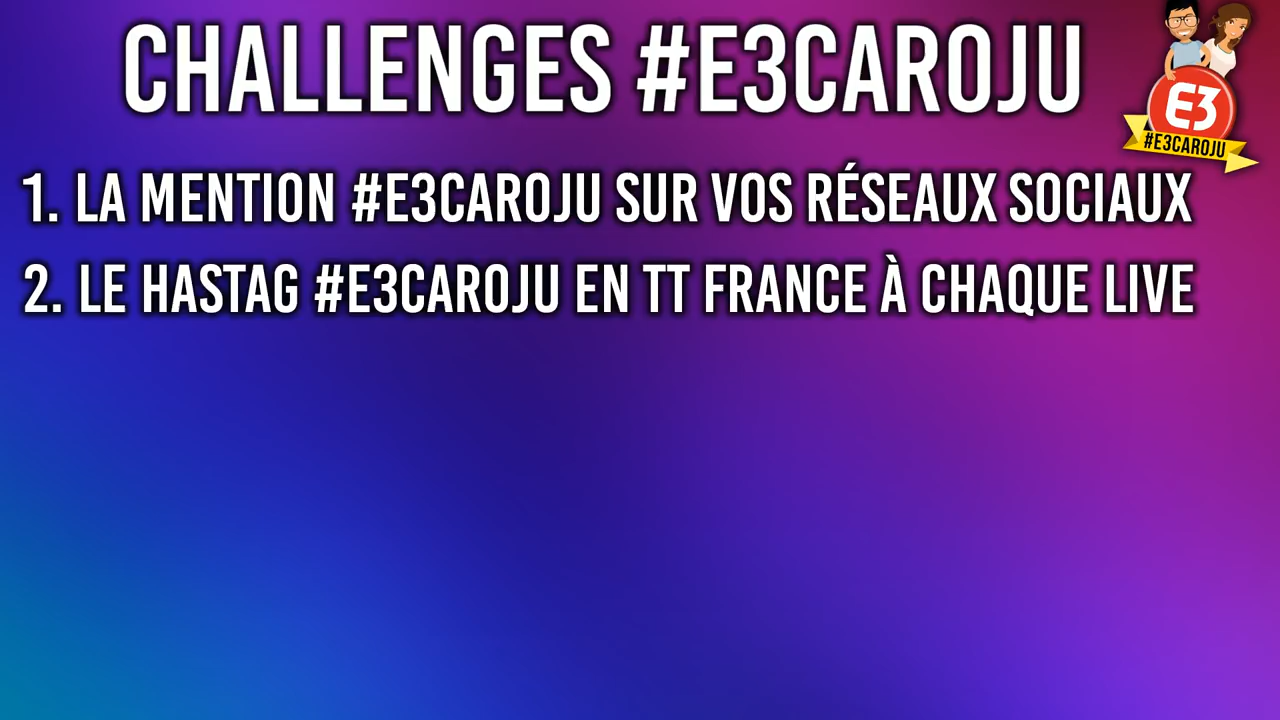 CHALLENGES #E3CAROJU
E3
#E3CAROJU
1. LA MENTION #E3CAROJU SUR VOS RÉSEAUX SOCIAUX
2. LE HASTAG #E3CAROJU EN TT FRANCE À CHAQUE LIVE